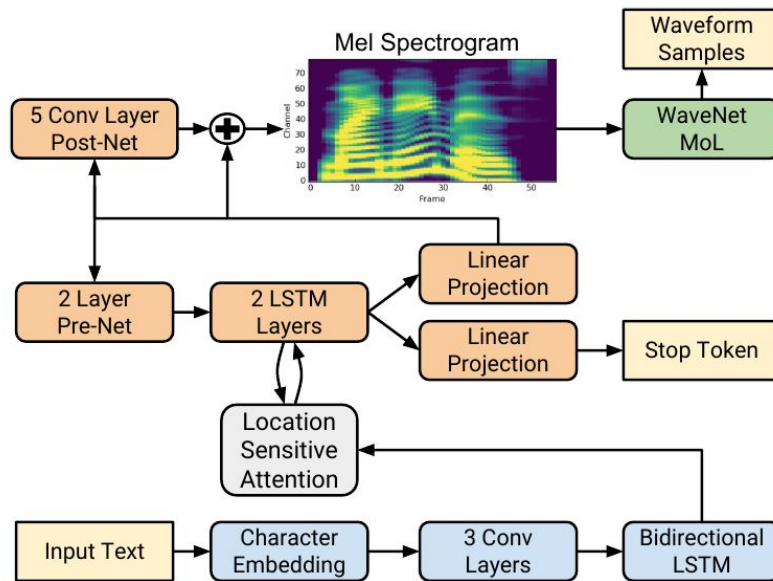 Mel Spectrogram
Waveform
Samples
5 Conv Layer
Post-Net
Channel
70
60
50
40
30
20
10
0
0
10
20
30
40
50
Frame
WaveNet
MoL
2 Layer
Pre-Net
2 LSTM
Layers
Linear
Projection
Linear
Projection
Stop Token
Location
Sensitive
Attention
Input Text
Character
Embedding
3 Conv
Layers
Bidirectional
LSTM